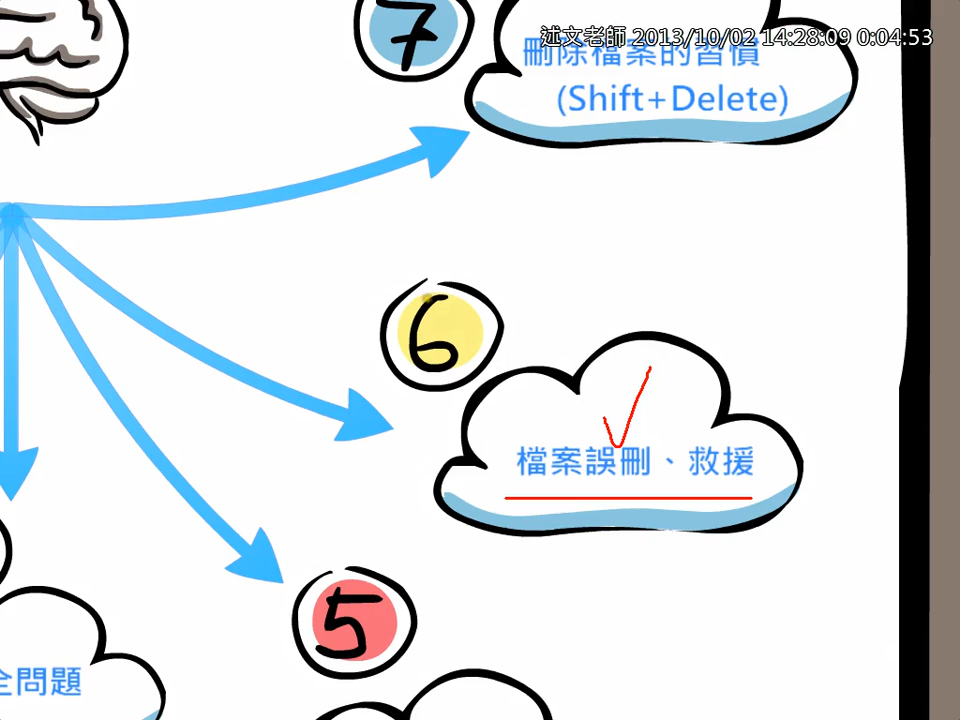 述文老師 2013/10/02 14:28:09 0:04:53
7
刪除檔案的習慣
(Shift+Delete)
6
檔案誤刪、救援
5
全問題